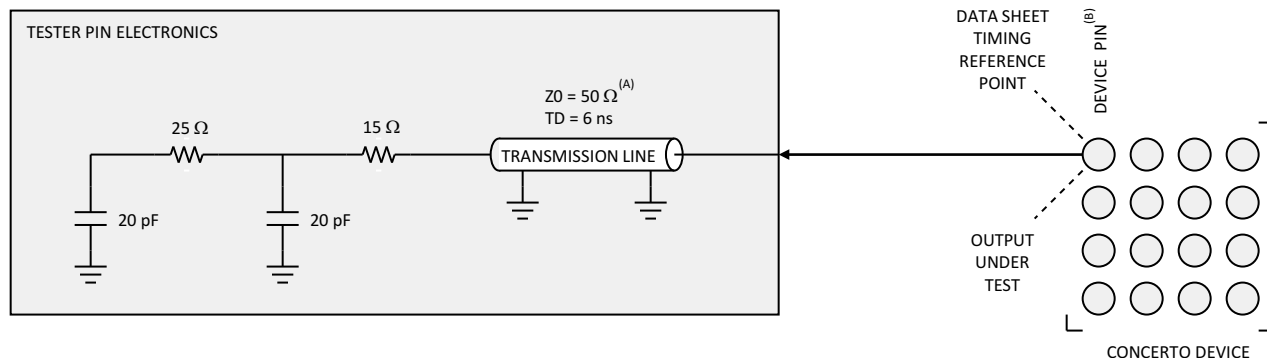 TESTER PIN ELECTRONICS
25 Ω
15 Ω
Z0 = 50 Ω(A)
TD = 6 ns
TRANSMISSION LINE
20 pF
20 pF
DATA SHEET
TIMING
REFERENCE
POINT
DEVICE PIN(B)
OUTPUT
UNDER
TEST
CONCERTO DEVICE